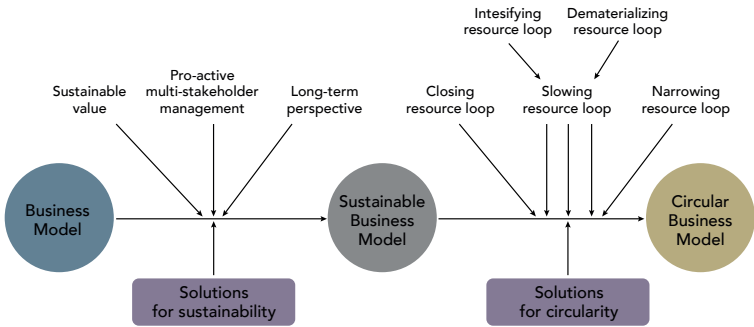 Intesifying
resource loop
Dematerializing
resource loop
Sustainable
value
Pro-active
multi-stakeholder
management
Long-term
perspective
Closing
resource loop
Slowing
resource loop
Narrowing
resource loop
Business
Model
Sustainable
Business
Model
Circular
Business
Model
Solutions
for sustainability
Solutions
for circularity